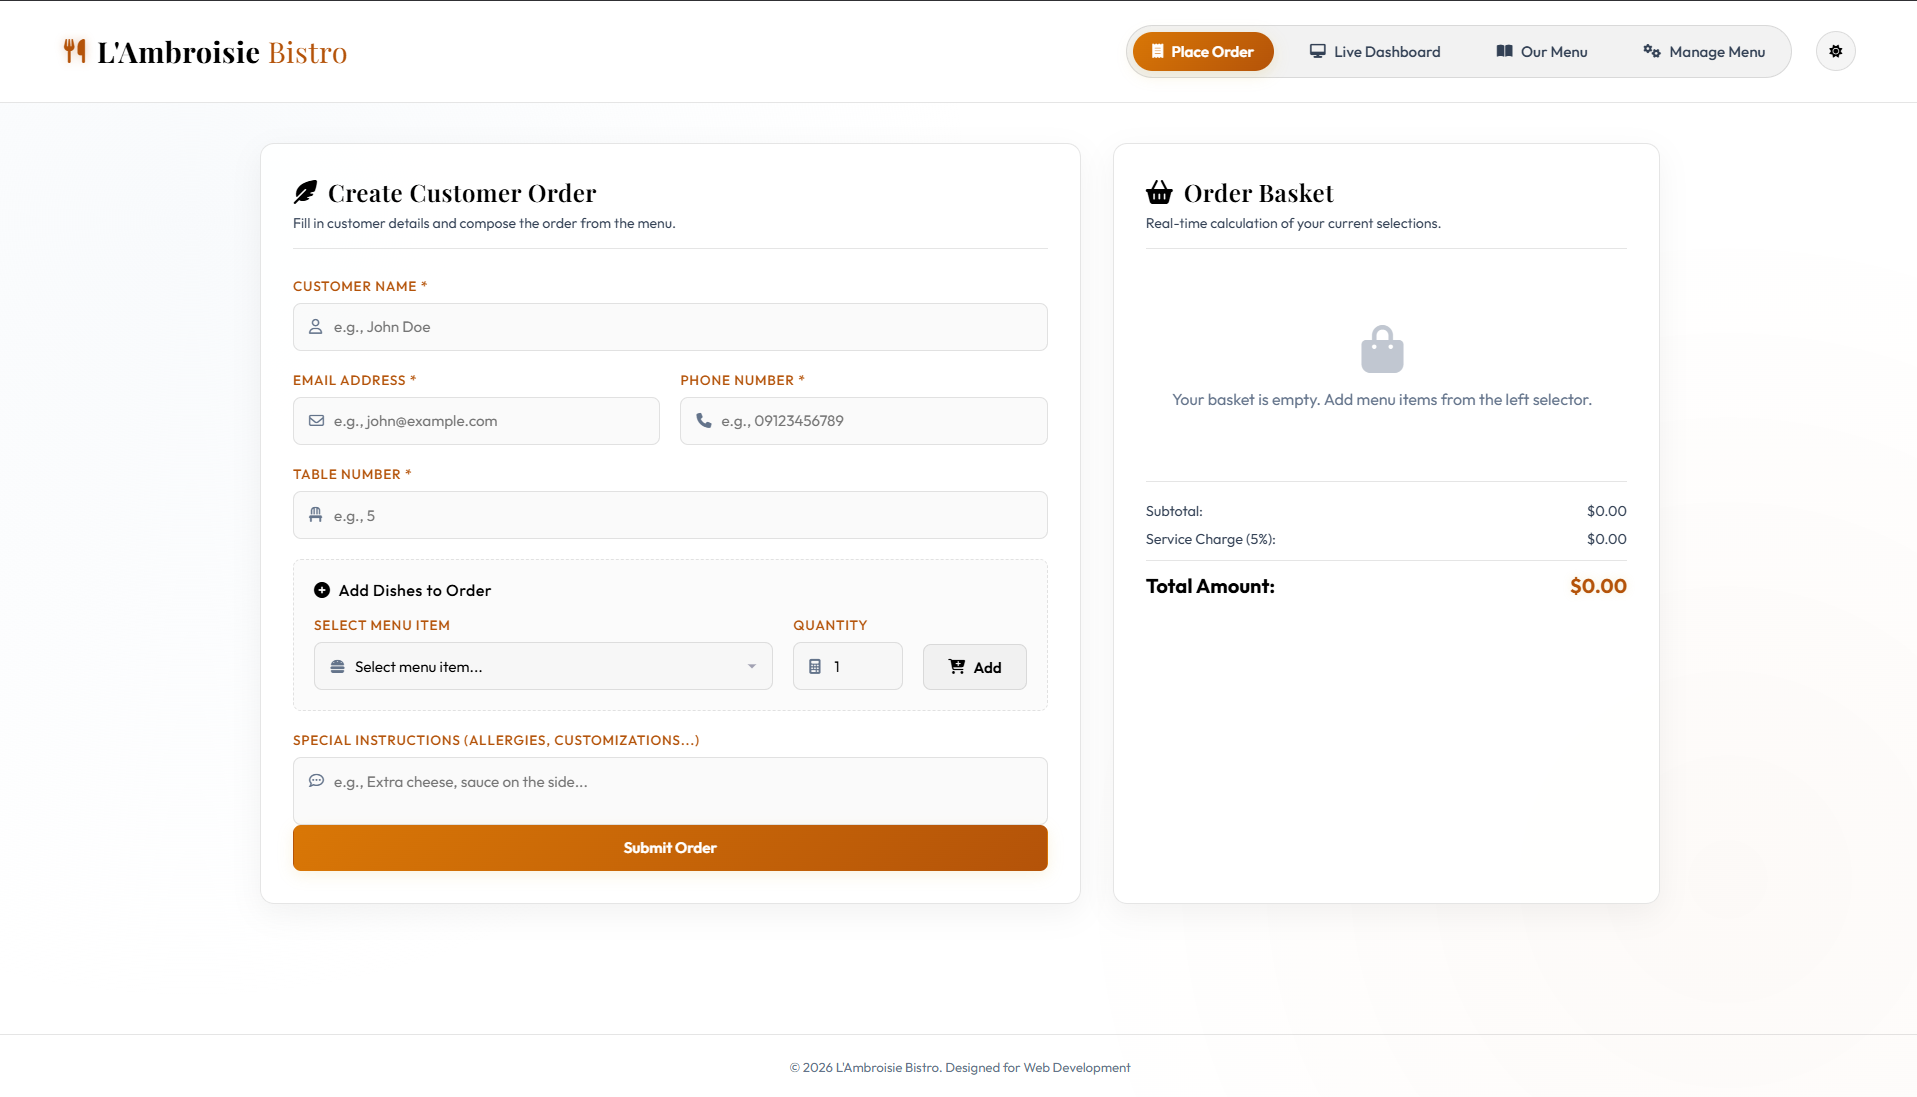 L'Ambroisie Bistro
Place Order
Live Dashboard
Our Menu
Manage Menu
Create Customer Order
Fill in customer details and compose the order from the menu.
CUSTOMER NAME *
e.g., John Doe
EMAIL ADDRESS *
PHONE NUMBER *
e.g., john@example.com
e.g., 09123456789
TABLE NUMBER *
e.g., 5
Add Dishes to Order
SELECT MENU ITEM
QUANTITY
Select menu item...
1
Add
SPECIAL INSTRUCTIONS (ALLERGIES, CUSTOMIZATIONS...)
e.g., Extra cheese, sauce on the side...
Submit Order
Order Basket
Real-time calculation of your current selections.
Your basket is empty. Add menu items from the left selector.
Subtotal: $0.00
Service Charge (5%): $0.00
Total Amount: $0.00
© 2026 L'Ambroisie Bistro. Designed for Web Development